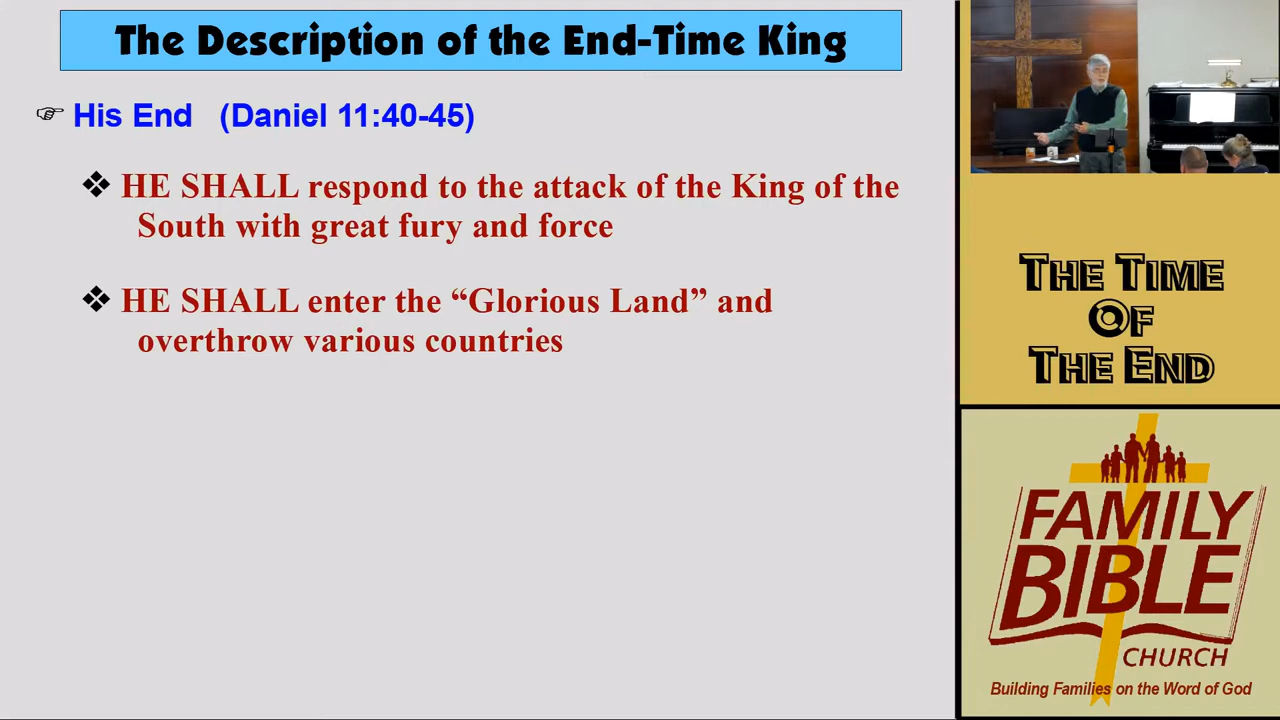 The Description of the End-Time King
His End (Daniel 11:40-45)
HE SHALL respond to the attack of the King of the
South with great fury and force
HE SHALL enter the “Glorious Land” and
overthrow various countries
The Time
Of
The End
FAMILY
BIBLE
CHURCH
Building Families on the Word of God